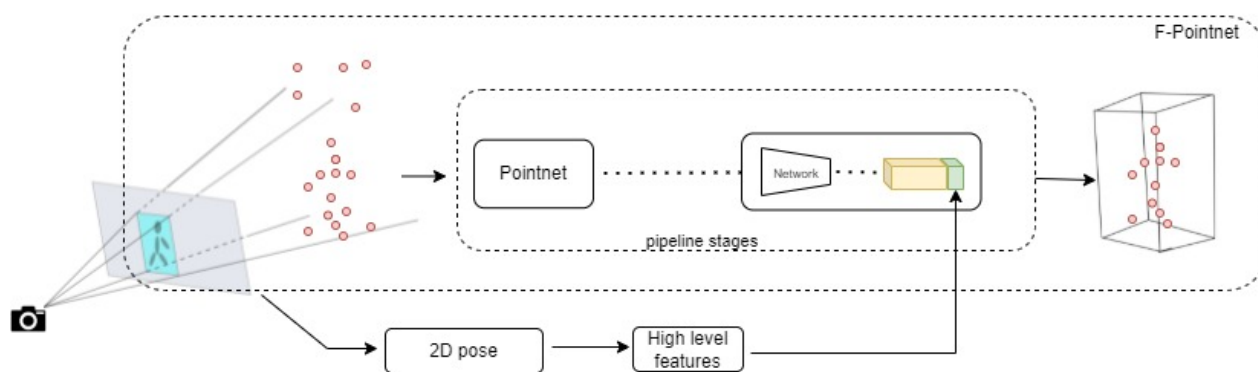 F-Pointnet
Pointnet
Network
pipeline stages
2D pose
High level
features